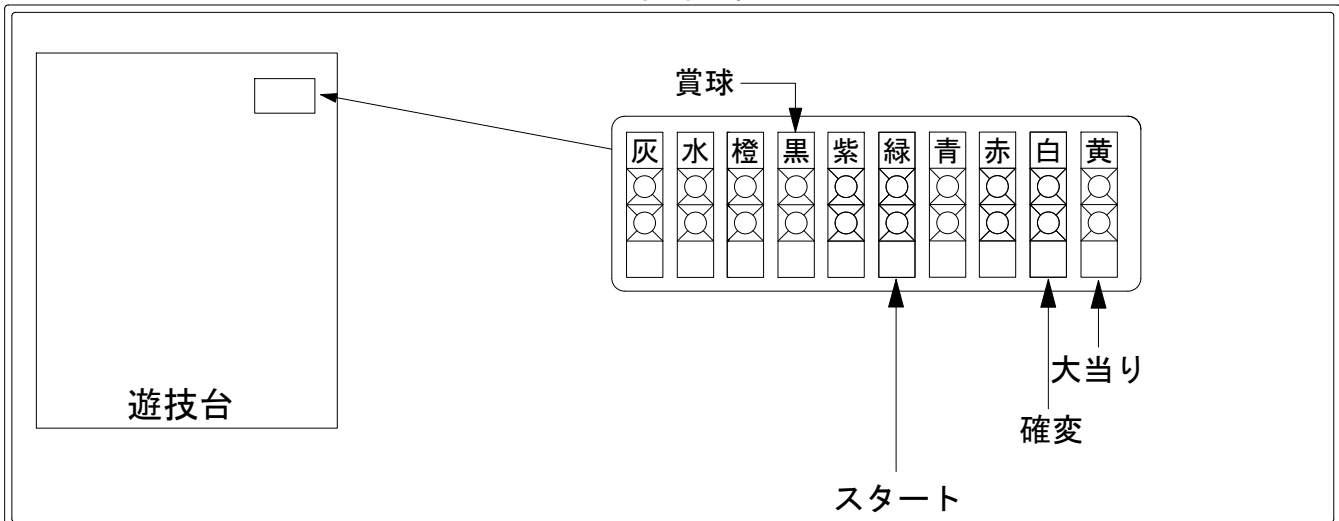 賞球
灰 水 橙 黒 紫 緑 青 赤 白 黄
大当り
遊技台
確変
スタート